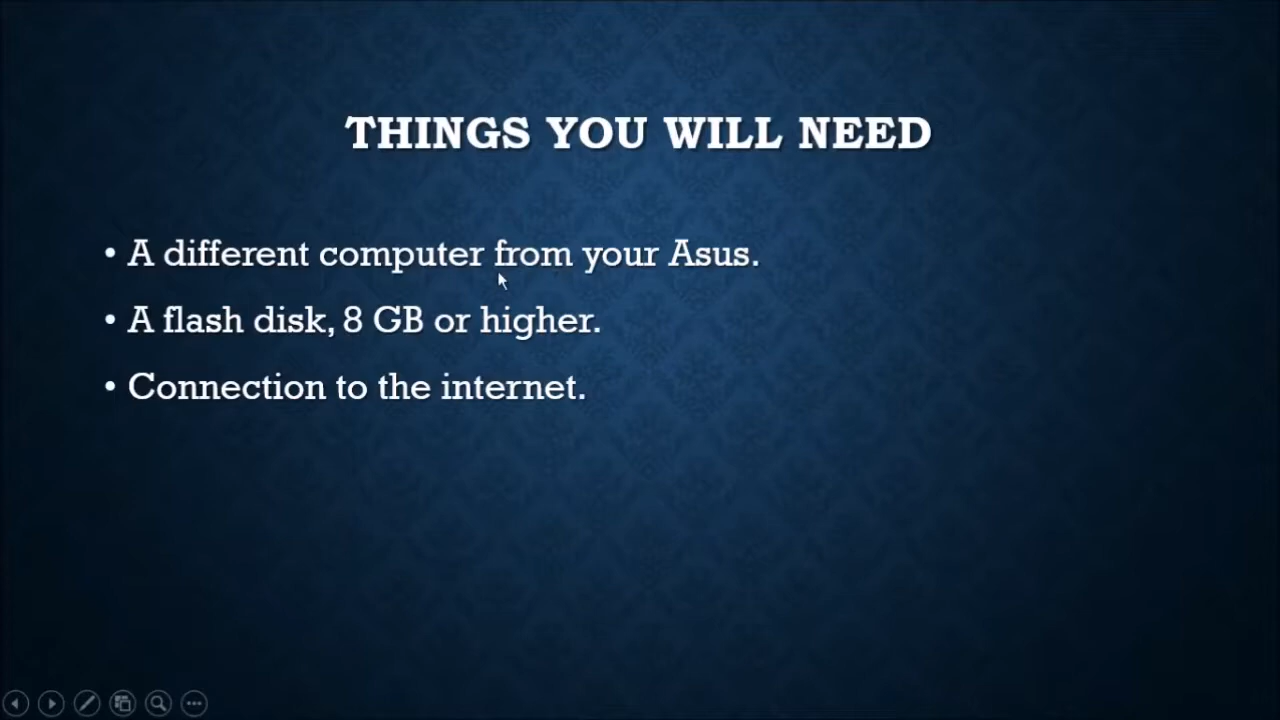 THINGS YOU WILL NEED
• A different computer from your Asus.
• A flash disk, 8 GB or higher.
• Connection to the internet.